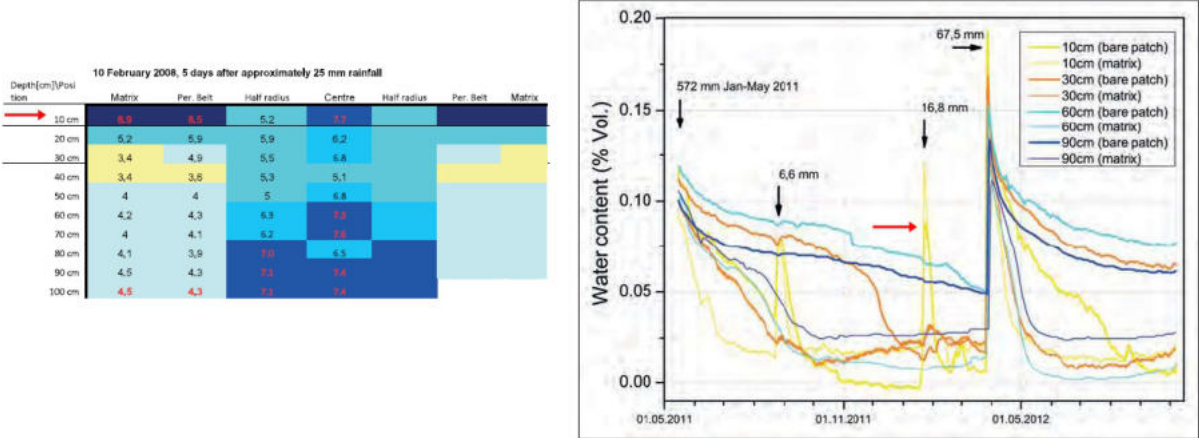 10 February 2008, 5 days after approximately 25 mm rainfall
Depth[cm]\Posi
tion Matrix Per. Belt Half radius Centre Half radius Per. Belt Matrix
10 cm 8,9 8,5 5.2 7.7
20 cm 5,2 5,9 5,9 6,2
30 cm 3,4 4,9 5,5 6.8
40 cm 3,4 3,6 5,3 5,1
50 cm 4 4 5 6.8
60 cm 4,2 4,3 6.3
70 cm 4 4,1 6,2
80 cm 4,1 3,9 7.0 6,5
90 cm 4.5 4.3 7.1 7.4
100 cm 4,5 4,3 7.1 7.4
0.20
0.15
0.10
0.05
0.00
Water content (% Vol.)
01.05.2011
01.11.2011
01.05.2012
572 mm Jan-May 2011
6,6 mm
16,8 mm
67,5 mm
10cm (bare patch)
10cm (matrix)
30cm (bare patch)
30cm (matrix)
60cm (bare patch)
60cm (matrix)
90cm (bare patch)
90cm (matrix)